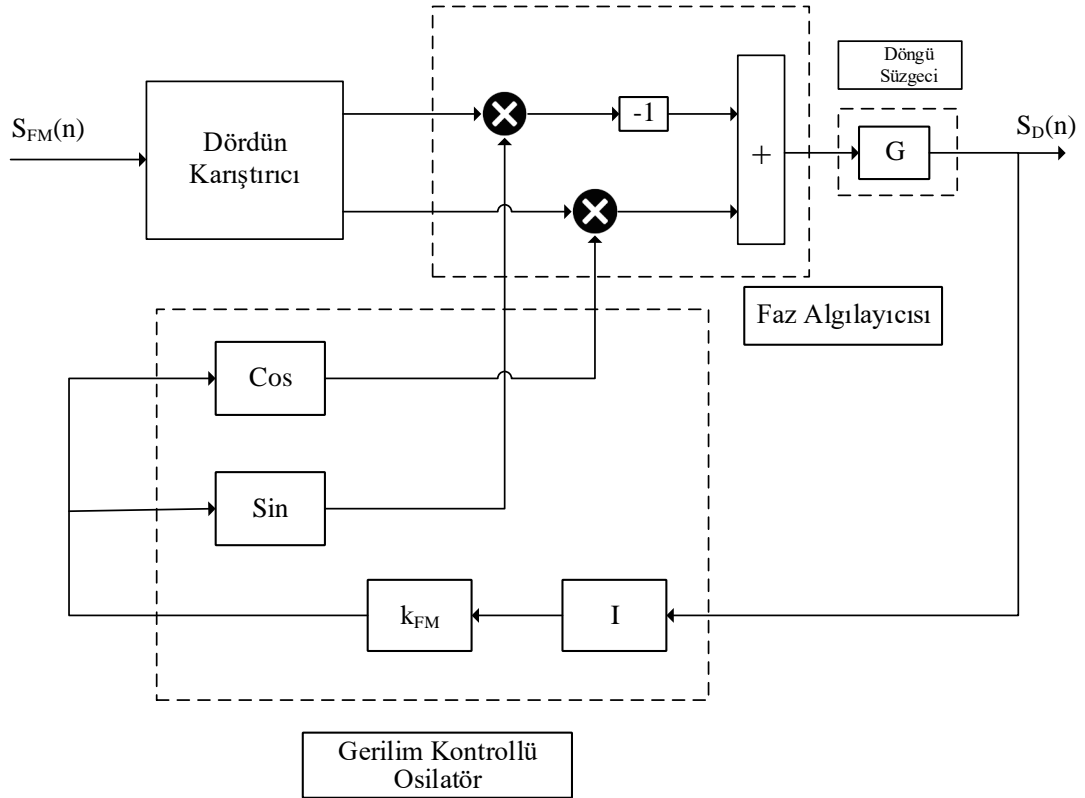 Döngü
Süzgeci
S_FM(n)
Dördün
Karıştırıcı
-1
+
G
S_D(n)
Faz Algılayıcısı
Cos
Sin
k_FM
I
Gerilim Kontrollü
Osilatör